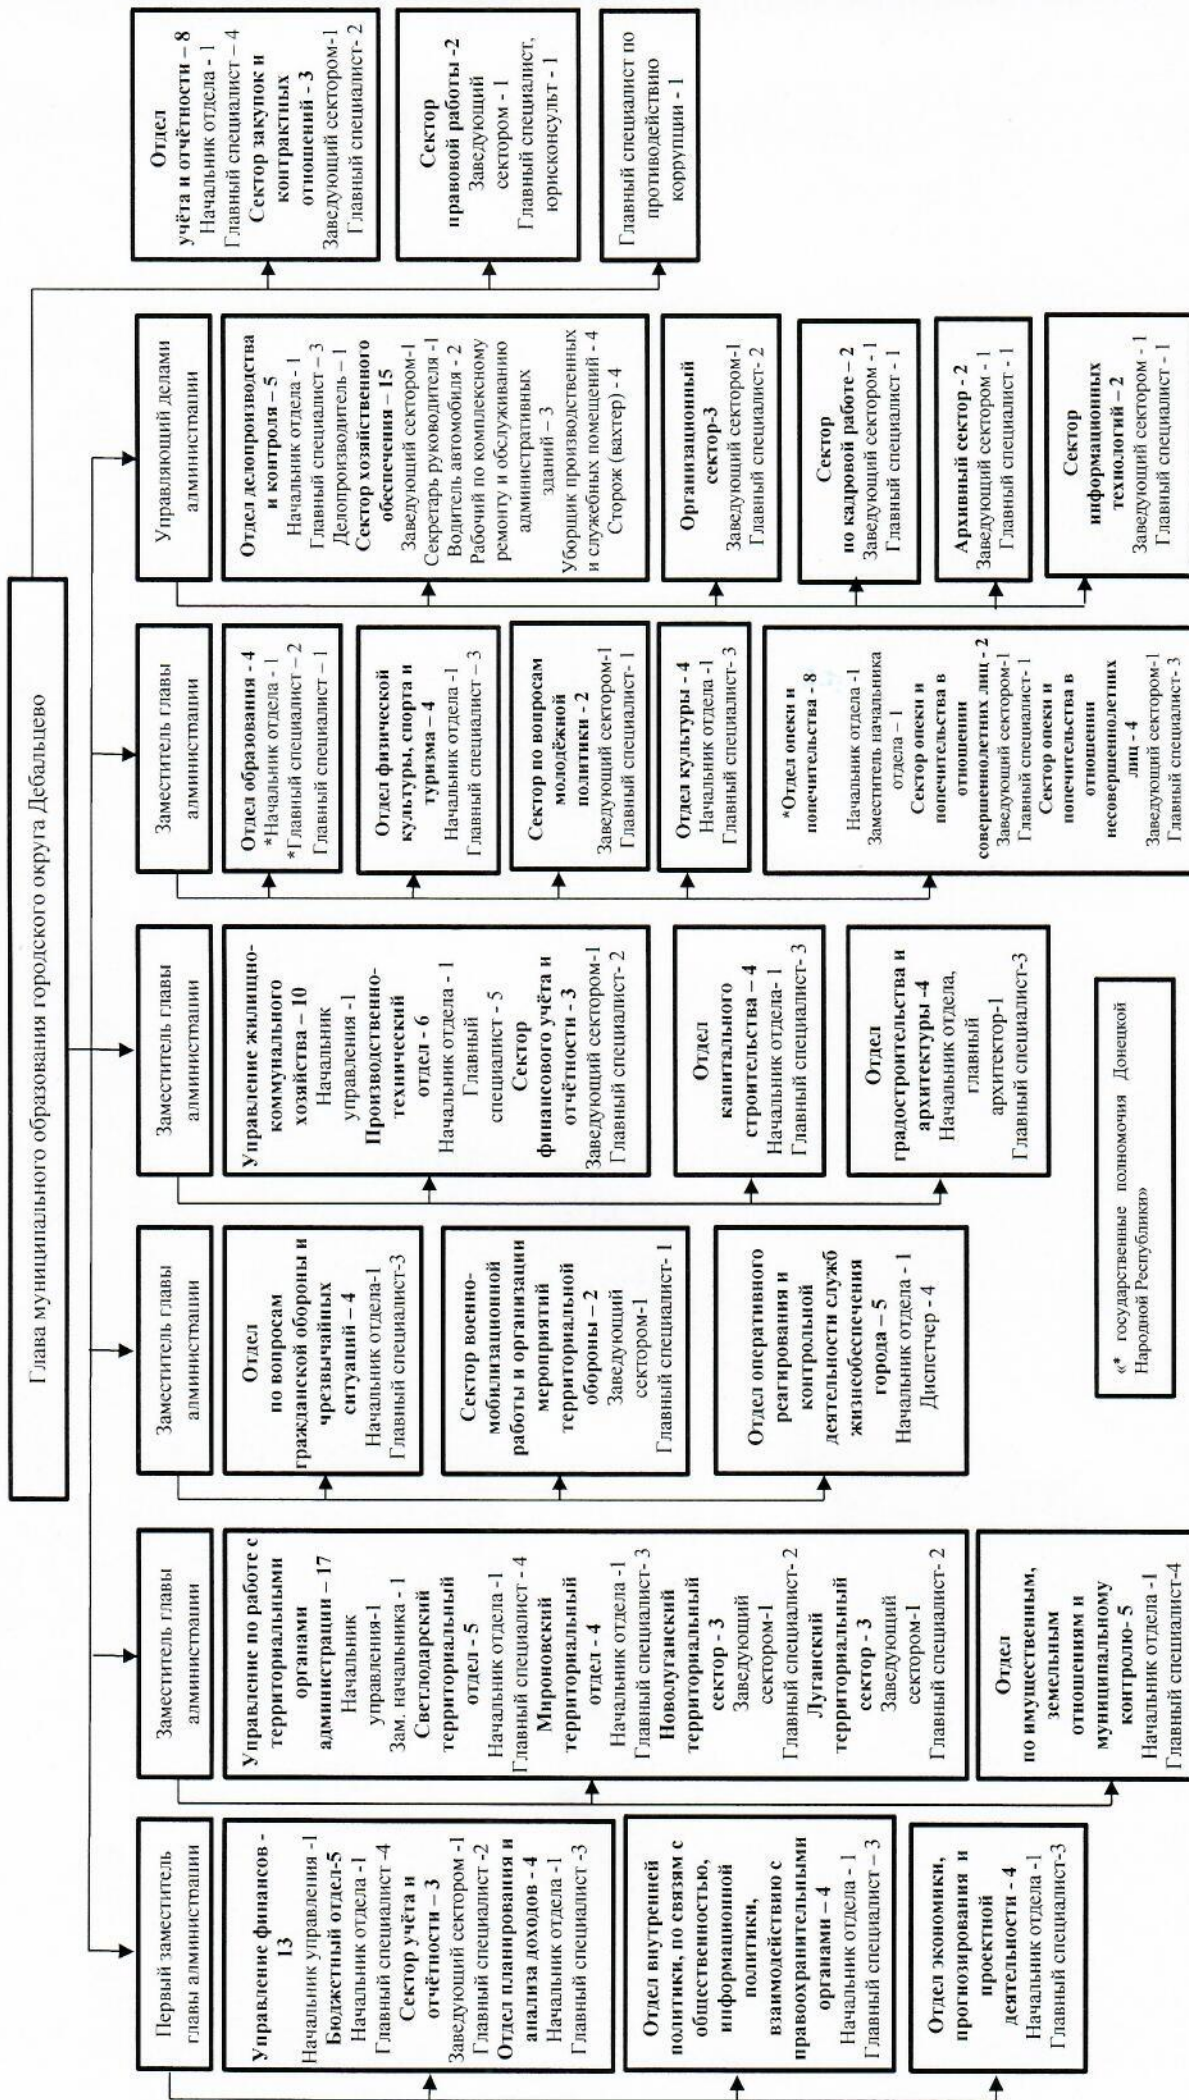 Глава муниципального образования городского округа Дебальцево
Первый заместитель
главы администрации
Управление финансов -
13
Начальник управления -1
Бюджетный отдел-5
Начальник отдела -1
Главный специалист -4
Сектор учёта и
отчётности – 3
Заведующий сектором -1
Главный специалист -2
Отдел планирования и
анализа доходов - 4
Начальник отдела -1
Главный специалист -3
Отдел внутренней
политики, по связям с
общественностью,
информационной
политики,
взаимодействию с
правоохранительными
органами – 4
Начальник отдела - 1
Главный специалист – 3
Отдел экономики,
прогнозирования и
проектной
деятельности - 4
Начальник отдела -1
Главный специалист-3
Заместитель главы
администрации
Управление по работе с
территориальными
органами
администрации – 17
Начальник
управления-1
Зам. начальника - 1
Светлодарский
территориальный
отдел - 5
Начальник отдела -1
Главный специалист - 4
Мироновский
территориальный
отдел - 4
Начальник отдела -1
Главный специалист- 3
Новолуганский
территориальный
сектор - 3
Заведующий
сектором-1
Главный специалист- 2
Луганский
территориальный
сектор - 3
Заведующий
сектором-1
Главный специалист- 2
Отдел
по имущественным,
земельным
отношениям и
муниципальному
контролю- 5
Начальник отдела -1
Главный специалист-4
Заместитель главы
администрации
Отдел
по вопросам
гражданской обороны и
чрезвычайных
ситуаций – 4
Начальник отдела-1
Главный специалист-3
Сектор военно-
мобилизационной
работы и организации
мероприятий
территориальной
обороны – 2
Заведующий
сектором-1
Главный специалист- 1
Отдел оперативного
реагирования и
контрольной
деятельности служб
жизнеобеспечения
города – 5
Начальник отдела - 1
Диспетчер - 4
Заместитель главы
администрации
Управление жилищно-
коммунального
хозяйства – 10
Начальник
управления -1
Производственно-
технический
отдел - 6
Начальник отдела - 1
Главный
специалист - 5
Сектор
финансового учёта и
отчётности - 3
Заведующий сектором-1
Главный специалист- 2
Отдел
капитального
строительства – 4
Начальник отдела- 1
Главный специалист- 3
Отдел
градостроительства и
архитектуры -4
Начальник отдела,
главный
архитектор-1
Главный специалист-3
«* государственные полномочия Донецкой
Народной Республики»
Заместитель главы
администрации
Отдел образования - 4
*Начальник отдела - 1
*Главный специалист – 2
Главный специалист – 1
Отдел физической
культуры, спорта и
туризма – 4
Начальник отдела -1
Главный специалист – 3
Сектор по вопросам
молодёжной
политики - 2
Заведующий сектором-1
Главный специалист- 1
Отдел культуры - 4
Начальник отдела -1
Главный специалист- 3
*Отдел опеки и
попечительства - 8
Начальник отдела -1
Заместитель начальника
отдела – 1
Сектор опеки и
попечительства в
отношении
совершеннолетних лиц - 2
Заведующий сектором-1
Главный специалист- 1
Сектор опеки и
попечительства в
отношении
несовершеннолетних
лиц - 4
Заведующий сектором-1
Главный специалист- 3
Управляющий делами
администрации
Отдел делопроизводства
и контроля – 5
Начальник отдела - 1
Главный специалист – 3
Делопроизводитель – 1
Сектор хозяйственного
обеспечения – 15
Заведующий сектором-1
Секретарь руководителя -1
Водитель автомобиля - 2
Рабочий по комплексному
ремонту и обслуживанию
административных
зданий – 3
Уборщик производственных
и служебных помещений - 4
Сторож (вахтер) - 4
Организационный
сектор-3
Заведующий сектором-1
Главный специалист- 2
Сектор
по кадровой работе – 2
Заведующий сектором - 1
Главный специалист - 1
Архивный сектор - 2
Заведующий сектором - 1
Главный специалист - 1
Сектор
информационных
технологий – 2
Заведующий сектором - 1
Главный специалист - 1
Отдел
учёта и отчётности – 8
Начальник отдела - 1
Главный специалист – 4
Сектор закупок и
контрактных
отношений - 3
Заведующий сектором-1
Главный специалист- 2
Сектор
правовой работы -2
Заведующий
сектором - 1
Главный специалист,
юрисконсульт - 1
Главный специалист по
противодействию
коррупции - 1